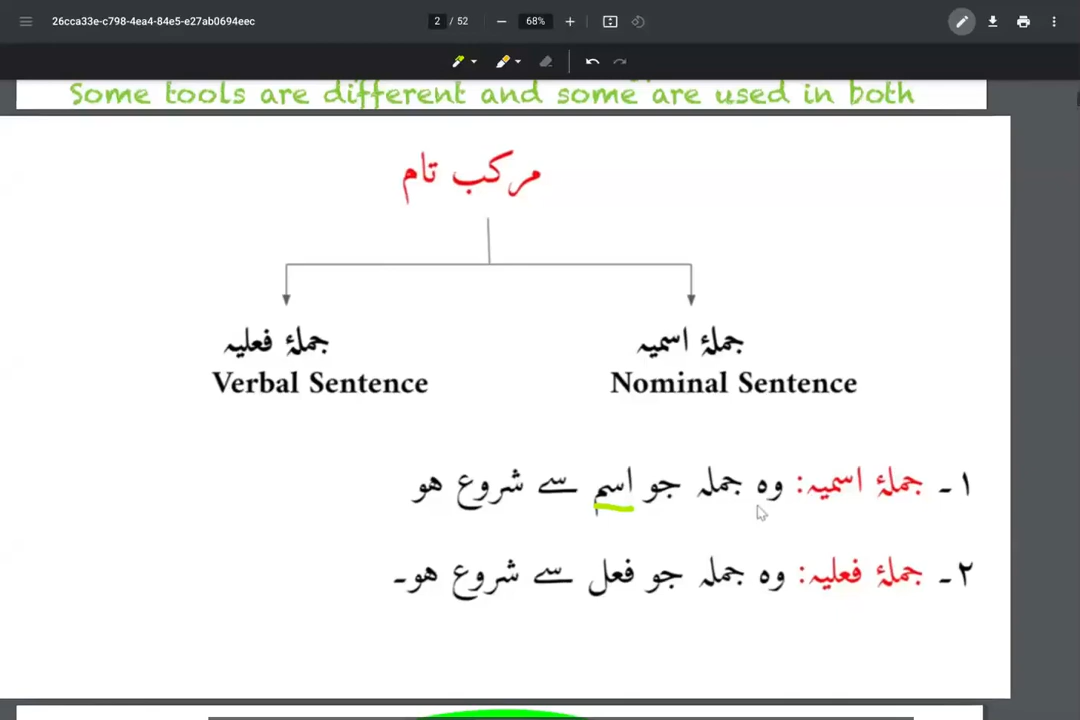 26cca33e-c798-4ea4-84e5-e27ab0694eec
2 / 52
68%
Some tools are different and some are used in both
مرکب تام
جملۂ اسمیہ
Nominal Sentence
جملۂ فعلیہ
Verbal Sentence
۱ ۔ جملۂ اسمیہ: وہ جملہ جو اسم سے شروع ہو
۲ ۔ جملۂ فعلیہ: وہ جملہ جو فعل سے شروع ہو۔